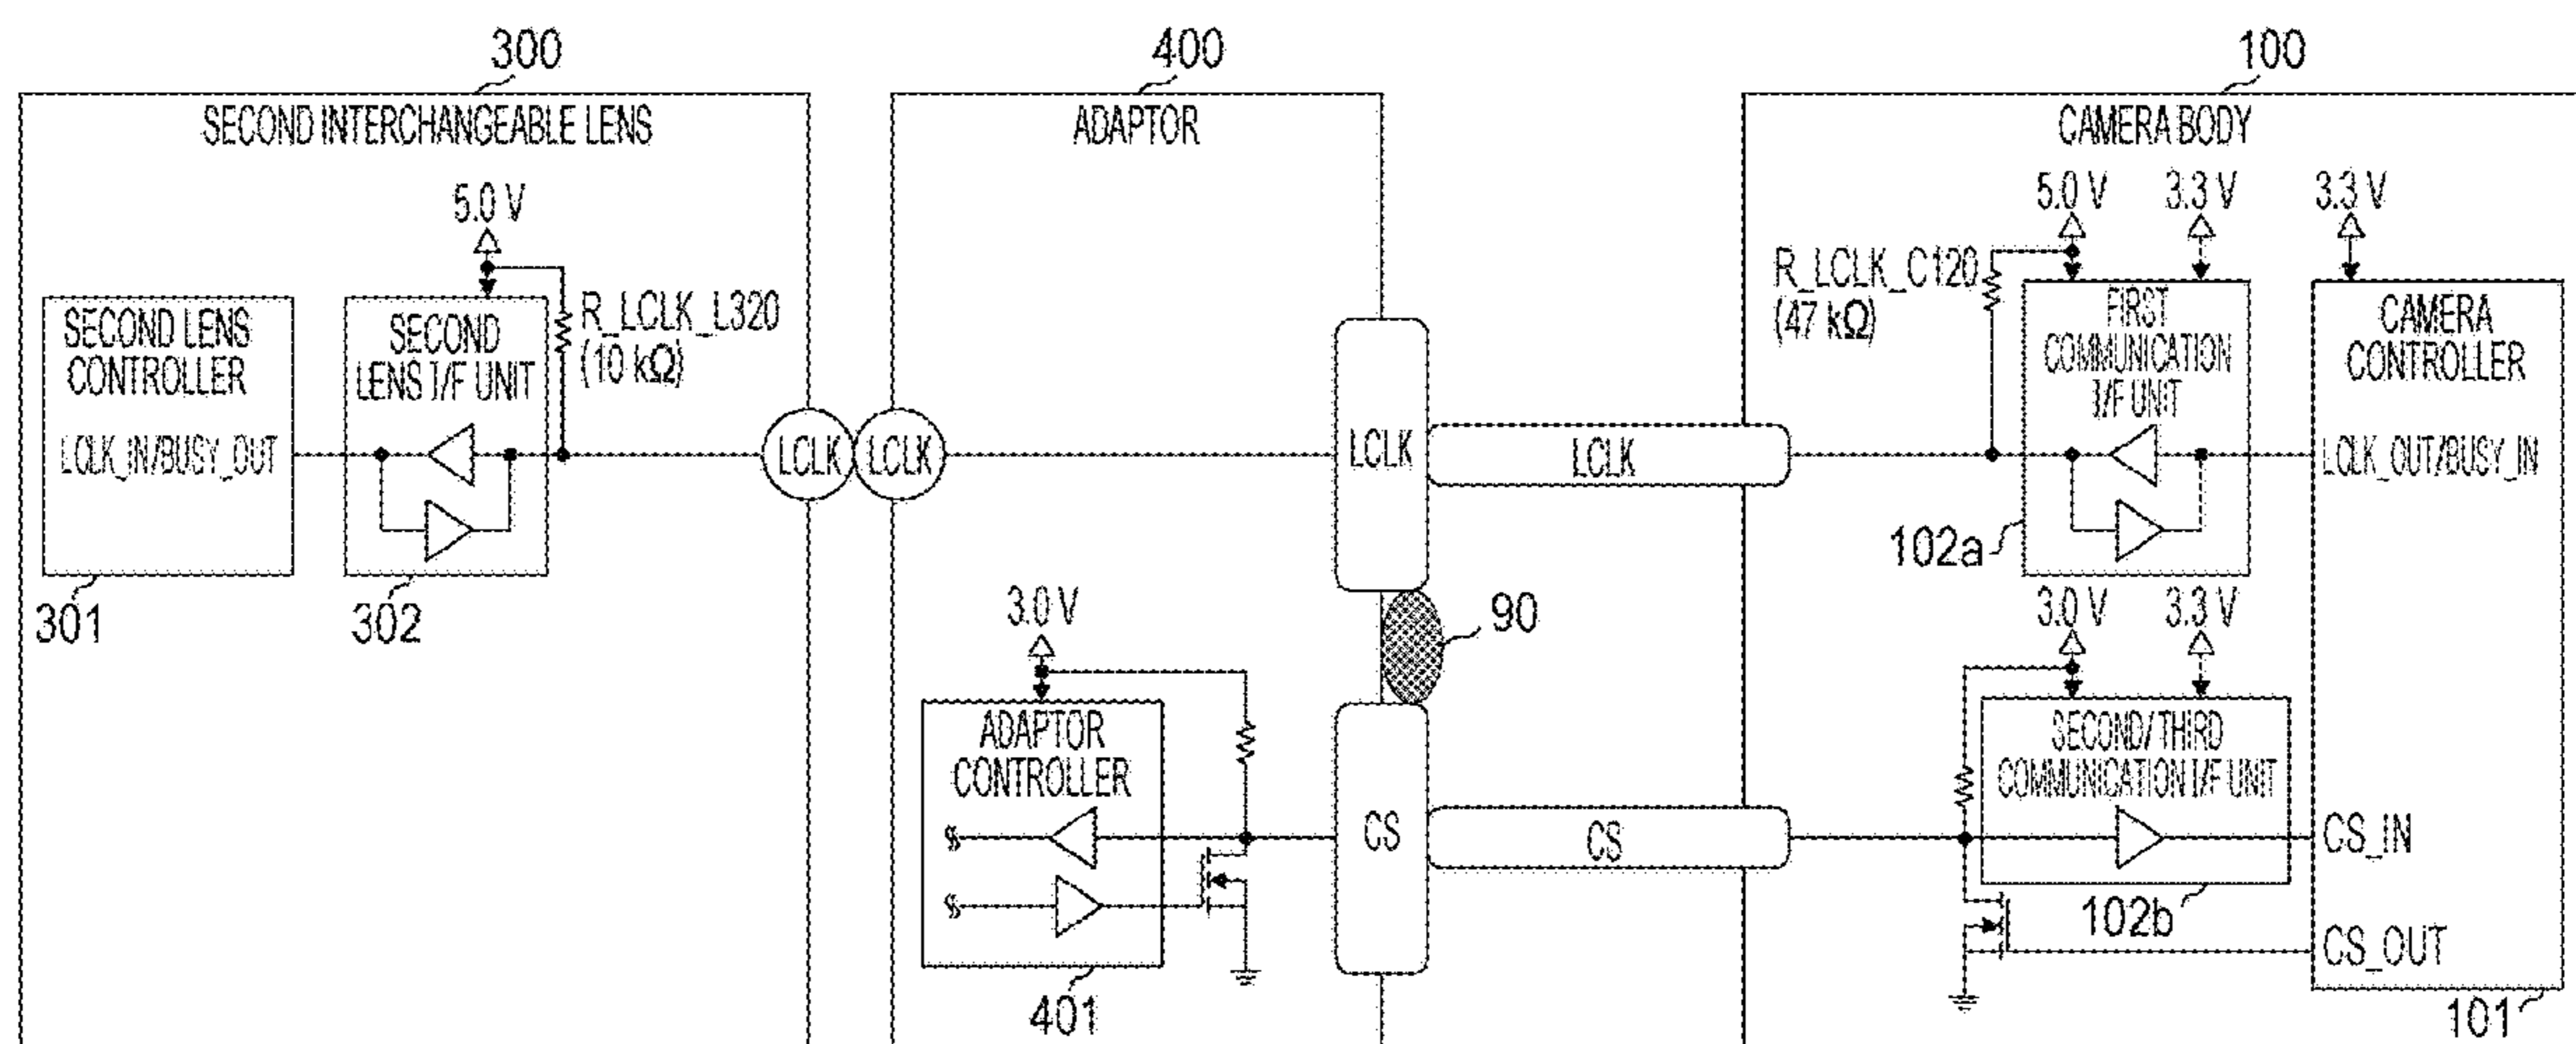 300
400
100
SECOND INTERCHANGEABLE LENS
ADAPTOR
CAMERA BODY
5.0 V
5.0 V
3.3 V
3.3 V
SECOND LENS
CONTROLLER
LCLK_IN/BUSY_OUT
301
SECOND
LENS I/F UNIT
302
R_LCLK_L320
(10 kΩ)
LCLK
LCLK
LCLK
LCLK
R_LCLK_C120
(47 kΩ)
FIRST
COMMUNICATION
I/F UNIT
102a
CAMERA
CONTROLLER
LCLK_OUT/BUSY_IN
90
3.0 V
ADAPTOR
CONTROLLER
401
CS
CS
3.0 V
3.3 V
SECOND/THIRD
COMMUNICATION I/F UNIT
102b
CS_IN
CS_OUT
101